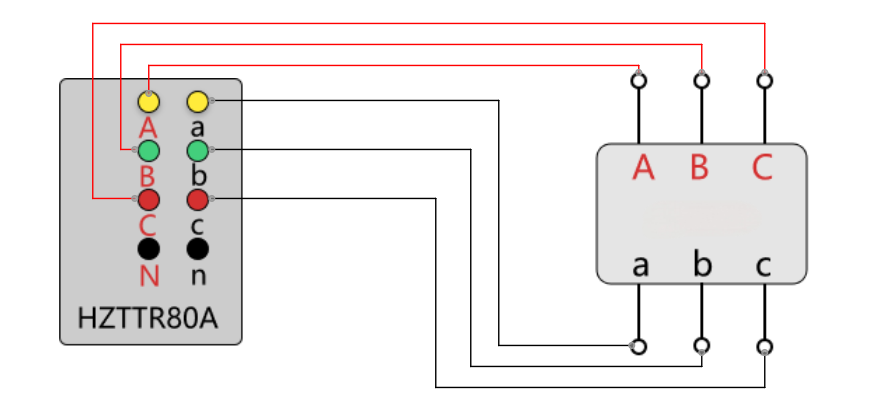 A a
B b
C c
N n
HZTTR80A
A B C
a b c